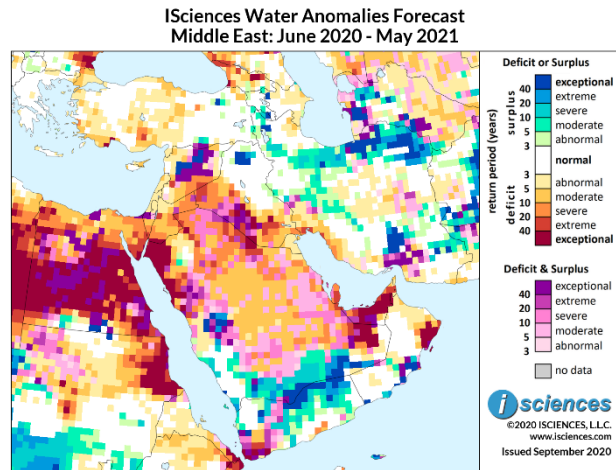 ISciences Water Anomalies Forecast
Middle East: June 2020 - May 2021
Deficit or Surplus
exceptional
40
extreme
20
severe
10
moderate
5
abnormal
3
surplus
normal
return period (years)
3
abnormal
5
moderate
10
severe
20
extreme
40
exceptional
deficit
Deficit & Surplus
exceptional
40
extreme
20
severe
10
moderate
5
abnormal
3
no data
i sciences
©2020 ISCIENCES, L.L.C.
www.isciences.com
Issued September 2020